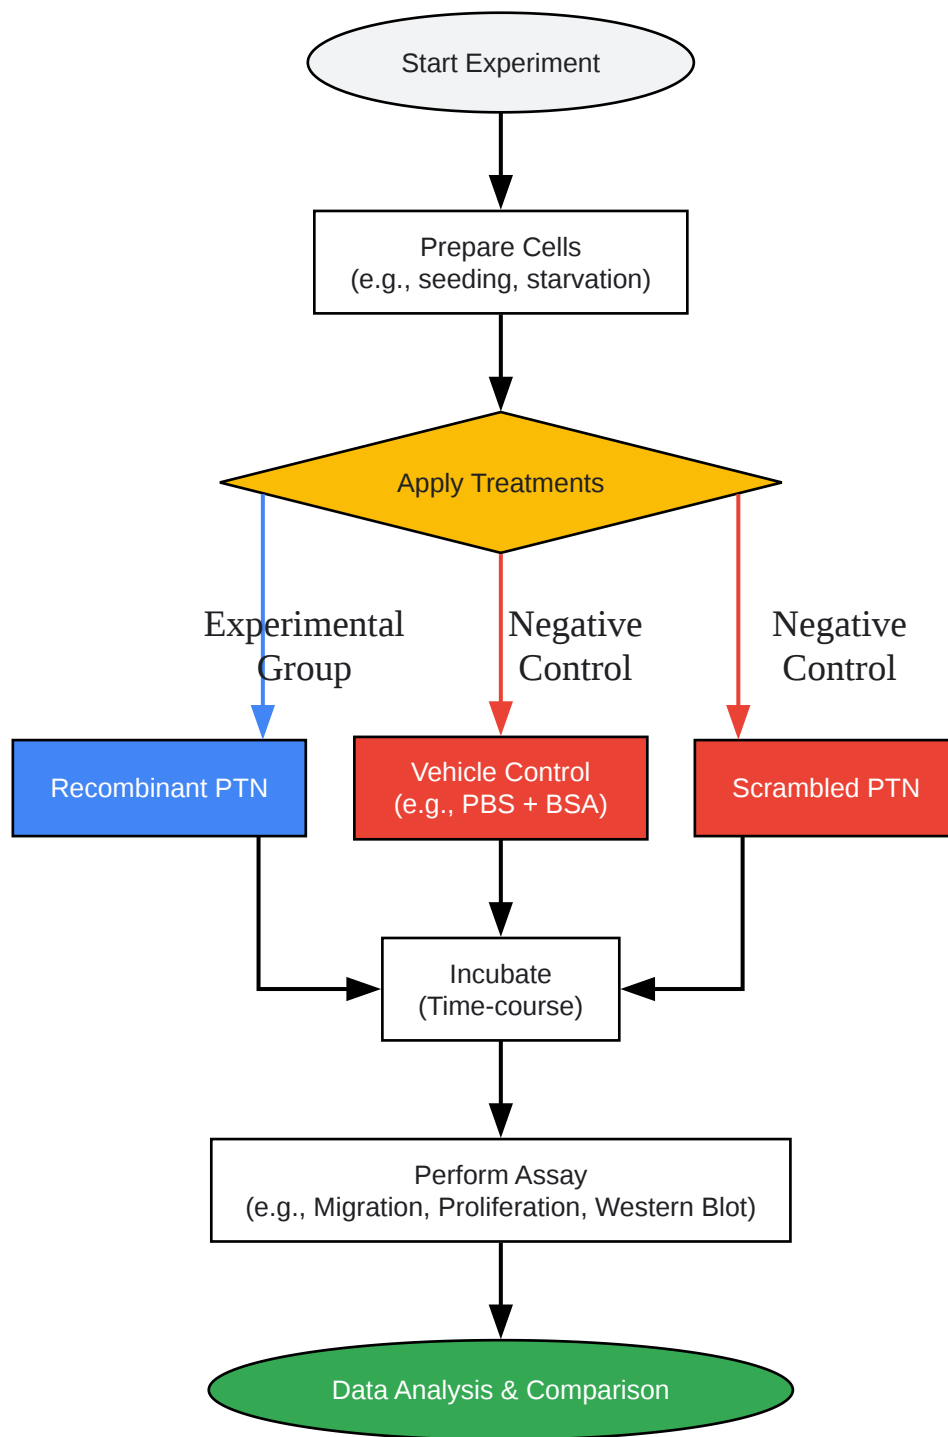 Start Experiment
Prepare Cells
(e.g., seeding, starvation)
Apply Treatments
Experimental
Group
Negative
Control
Negative
Control
Recombinant PTN
Vehicle Control
(e.g., PBS + BSA)
Scrambled PTN
Incubate
(Time-course)
Perform Assay
(e.g., Migration, Proliferation, Western Blot)
Data Analysis & Comparison